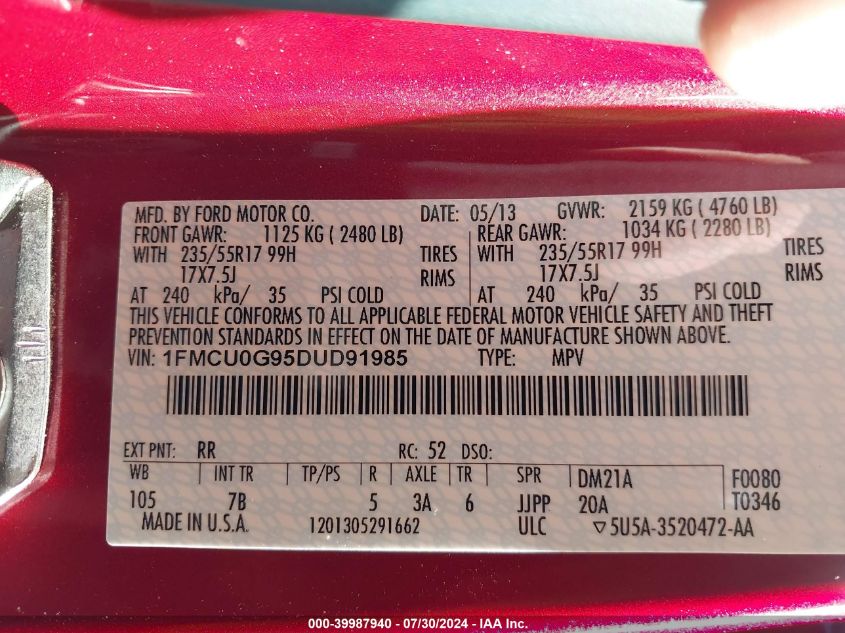 MFD. BY FORD MOTOR CO. DATE: 05/13 GVWR: 2159 KG ( 4760 LB)
FRONT GAWR: 1125 KG ( 2480 LB) REAR GAWR: 1034 KG ( 2280 LB)
WITH 235/55R17 99H TIRES WITH 235/55R17 99H TIRES
17X7.5J RIMS 17X7.5J RIMS
AT 240 kPa/ 35 PSI COLD AT 240 kPa/ 35 PSI COLD
THIS VEHICLE CONFORMS TO ALL APPLICABLE FEDERAL MOTOR VEHICLE SAFETY AND THEFT
PREVENTION STANDARDS IN EFFECT ON THE DATE OF MANUFACTURE SHOWN ABOVE.
VIN: 1FMCU0G95DUD91985 TYPE: MPV
EXT PNT: RR RC: 52 DSO:
WB INT TR TP/PS R AXLE TR SPR DM21A F0080
105 7B 5 3A 6 JJPP 20A T0346
MADE IN U.S.A. 1201305291662 ULC ▽5U5A-3520472-AA
000-39987940 - 07/30/2024 - IAA Inc.